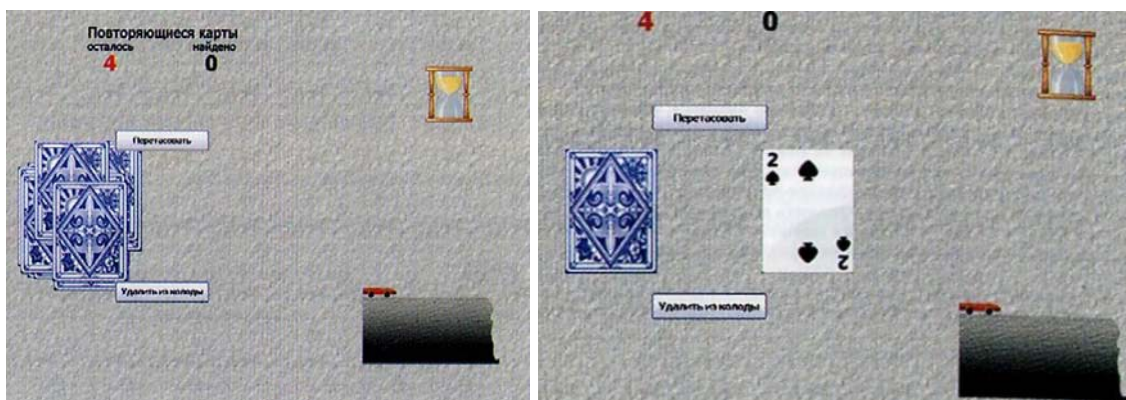 Повторяющиеся карты
осталось найдено
4 0
Перетасовать
Удалить из колоды
4 0
Перетасовать
2
2
Удалить из колоды